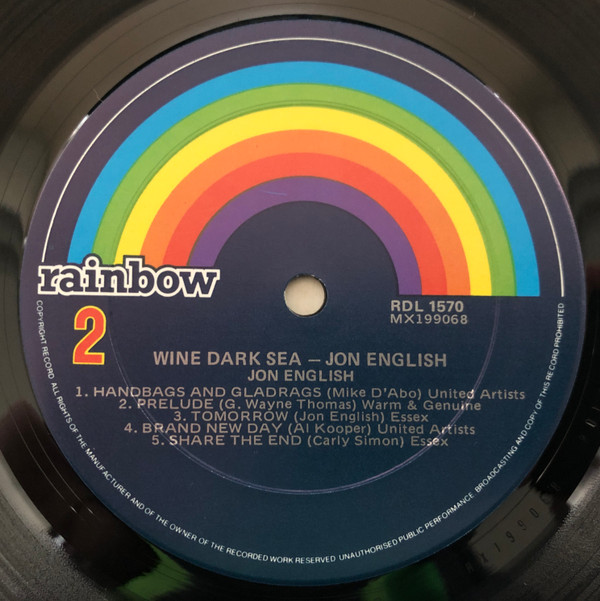 rainbow
2
RDL 1570
MX199068
WINE DARK SEA – JON ENGLISH
JON ENGLISH
1. HANDBAGS AND GLADRAGS (Mike D'Abo) United Artists
2. PRELUDE (G. Wayne Thomas) Warm & Genuine
3. TOMORROW (Jon English) Essex
4. BRAND NEW DAY (Al Kooper) United Artists
5. SHARE THE END (Carly Simon) Essex
COPYRIGHT RECORD. ALL RIGHTS OF THE MANUFACTURER AND OF THE OWNER OF THE RECORDED WORK RESERVED. UNAUTHORISED PUBLIC PERFORMANCE, BROADCASTING AND COPY OF THIS RECORD PROHIBITED